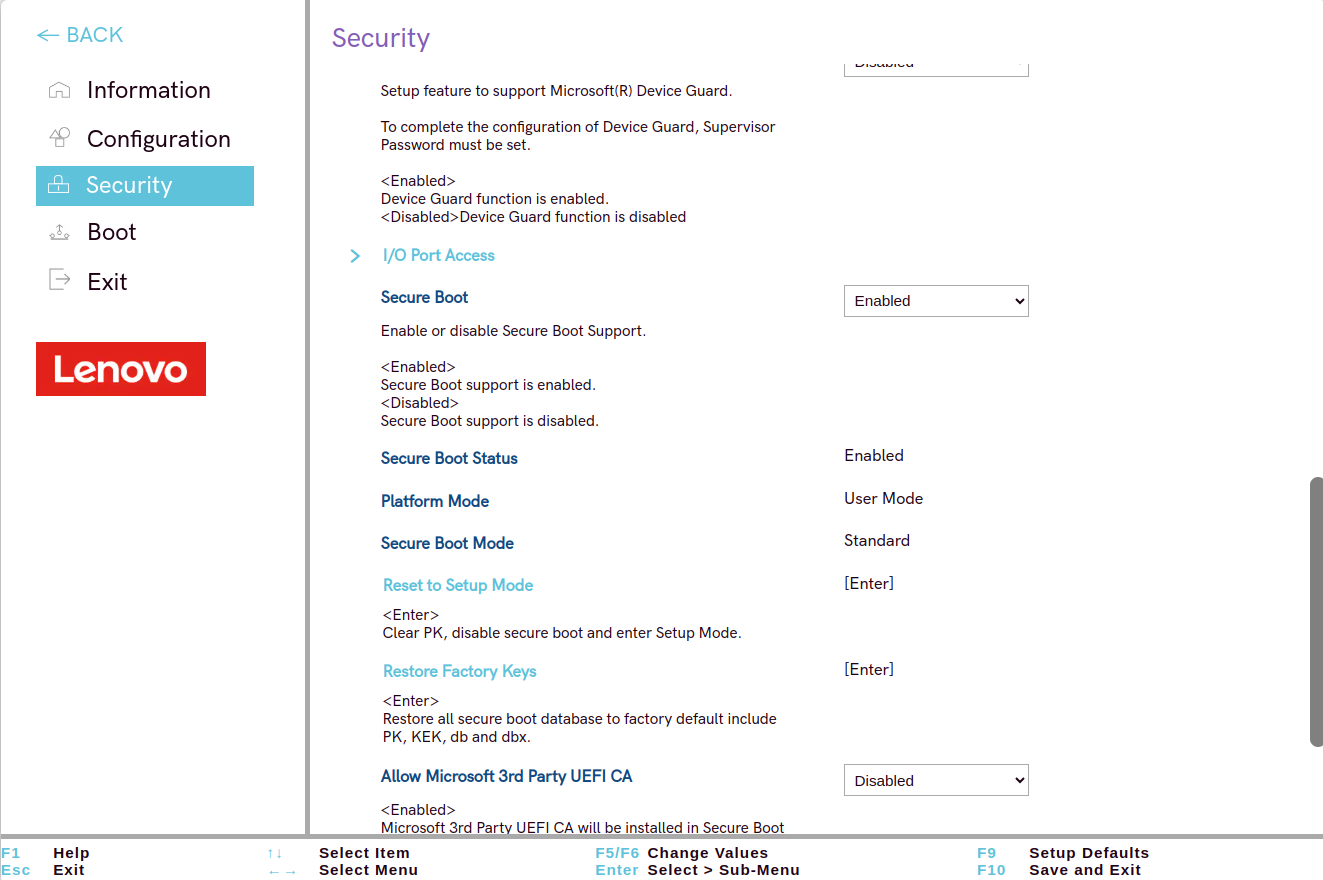 BACK
Information
Configuration
Security
Boot
Exit
Lenovo
Security
Disabled
Setup feature to support Microsoft(R) Device Guard.
To complete the configuration of Device Guard, Supervisor
Password must be set.
<Enabled>
Device Guard function is enabled.
<Disabled>Device Guard function is disabled
I/O Port Access
Secure Boot
Enabled
Enable or disable Secure Boot Support.
<Enabled>
Secure Boot support is enabled.
<Disabled>
Secure Boot support is disabled.
Secure Boot Status
Enabled
Platform Mode
User Mode
Secure Boot Mode
Standard
Reset to Setup Mode
[Enter]
<Enter>
Clear PK, disable secure boot and enter Setup Mode.
Restore Factory Keys
[Enter]
<Enter>
Restore all secure boot database to factory default include
PK, KEK, db and dbx.
Allow Microsoft 3rd Party UEFI CA
Disabled
<Enabled>
Microsoft 3rd Party UEFI CA will be installed in Secure Boot
F1 Help ↑↓ Select Item F5/F6 Change Values F9 Setup Defaults
Esc Exit ←→ Select Menu Enter Select > Sub-Menu F10 Save and Exit